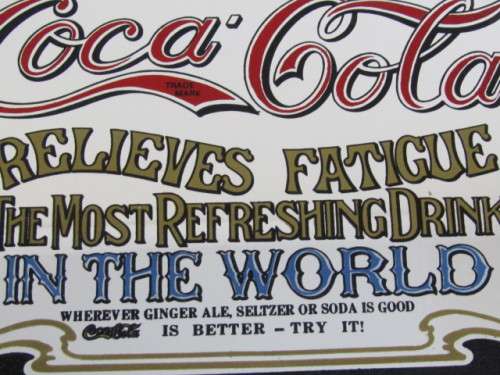 Coca-Cola
TRADE MARK
RELIEVES FATIGUE
THE MOST REFRESHING DRINK
IN THE WORLD
WHEREVER GINGER ALE, SELTZER OR SODA IS GOOD
Coca-Cola IS BETTER - TRY IT!